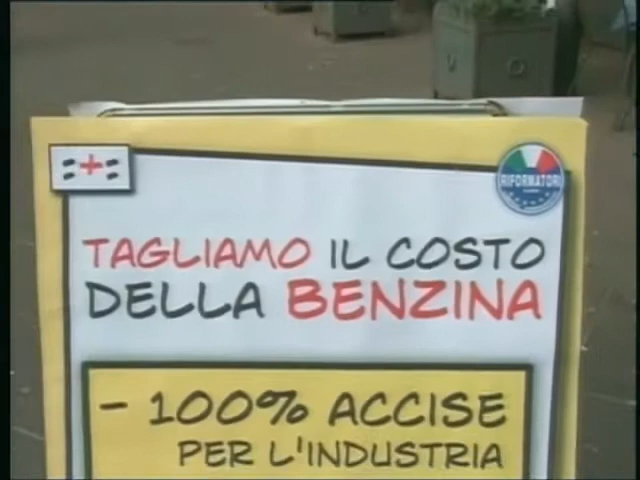 RIFORMATORI
TAGLIAMO IL COSTO
DELLA BENZINA
- 100% ACCISE
PER L'INDUSTRIA